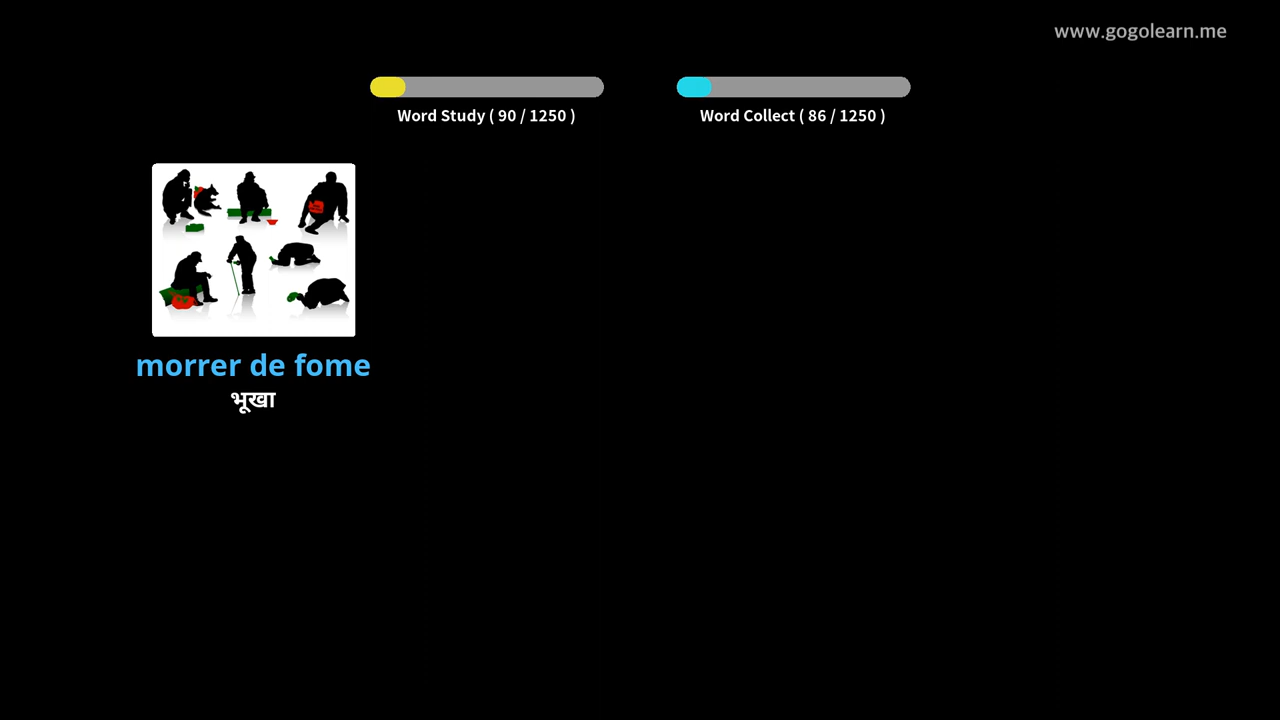 www.gogolearn.me
Word Study ( 90 / 1250 )
Word Collect ( 86 / 1250 )
morrer de fome
भूखा